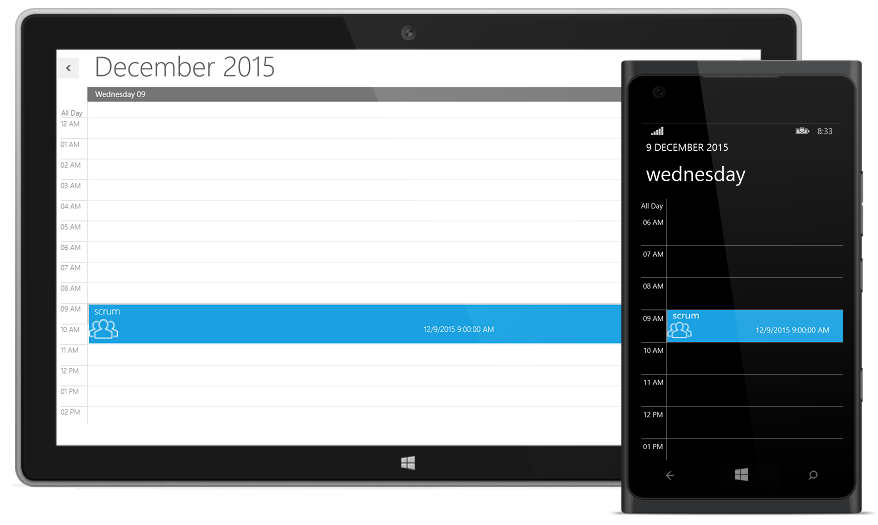 December 2015
Wednesday 09
All Day
12 AM
01 AM
02 AM
03 AM
04 AM
05 AM
06 AM
07 AM
08 AM
09 AM
scrum
10 AM
12/9/2015 9:00:00 AM
11 AM
12 PM
01 PM
02 PM
8:33
9 DECEMBER 2015
wednesday
All Day
06 AM
07 AM
08 AM
09 AM
scrum
12/9/2015 9:00:00 AM
10 AM
11 AM
12 PM
01 PM